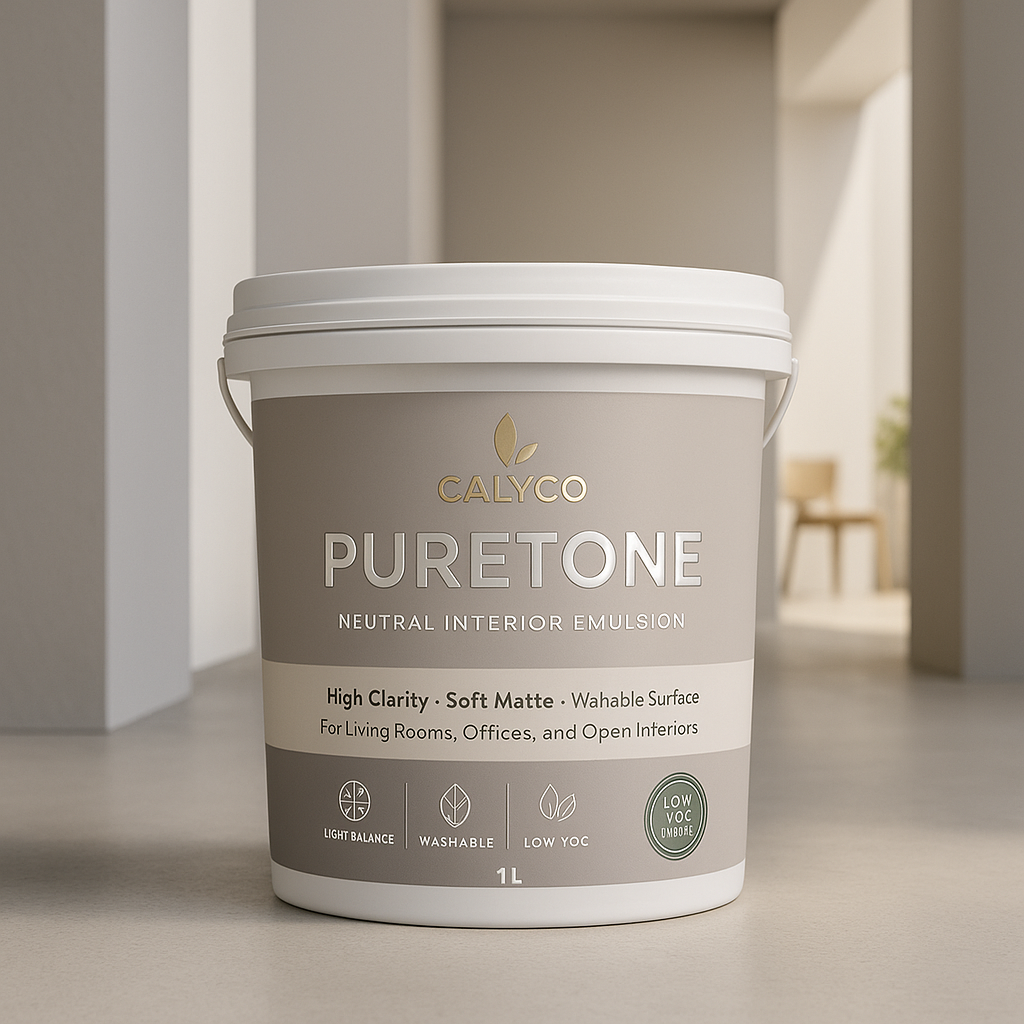 CALYCO
PURETONE
NEUTRAL INTERIOR EMULSION
High Clarity · Soft Matte · Wahable Surface
For Living Rooms, Offices, and Open Interiors
LIGHT BALANCE
WASHABLE
LOW YOC
LOW
VOC
1L